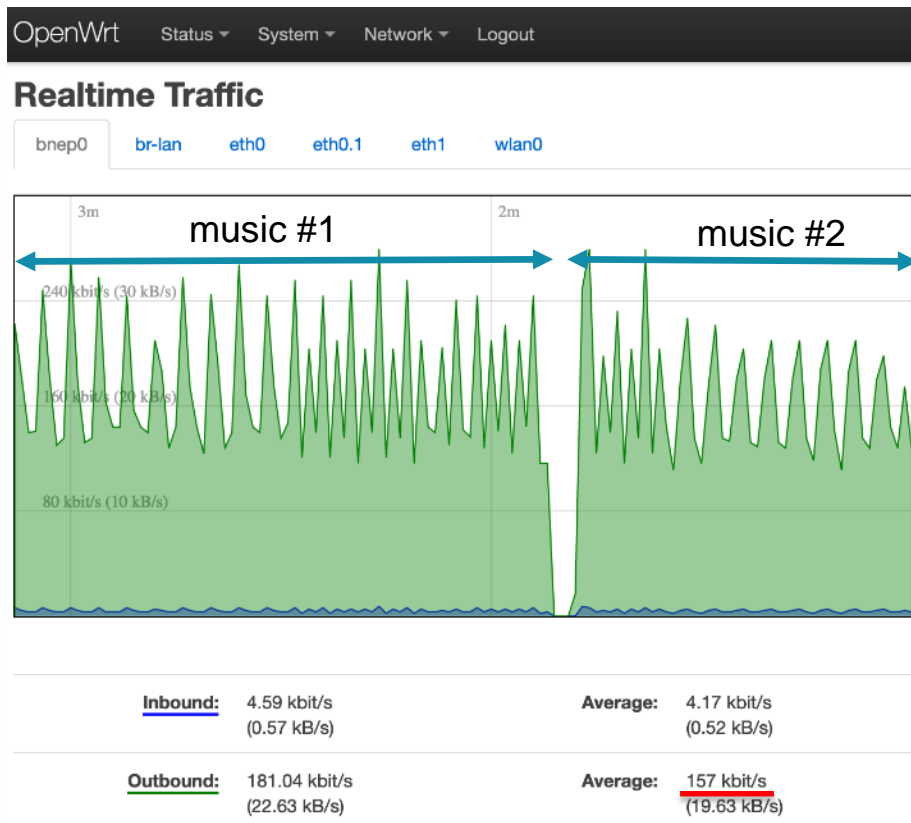 OpenWrt Status System Network Logout
Realtime Traffic
bnep0 br-lan eth0 eth0.1 eth1 wlan0
3m 2m
music #1 music #2
240 kbit/s (30 kB/s)
160 kbit/s (20 kB/s)
80 kbit/s (10 kB/s)
Inbound: 4.59 kbit/s Average: 4.17 kbit/s
(0.57 kB/s) (0.52 kB/s)
Outbound: 181.04 kbit/s Average: 157 kbit/s
(22.63 kB/s) (19.63 kB/s)